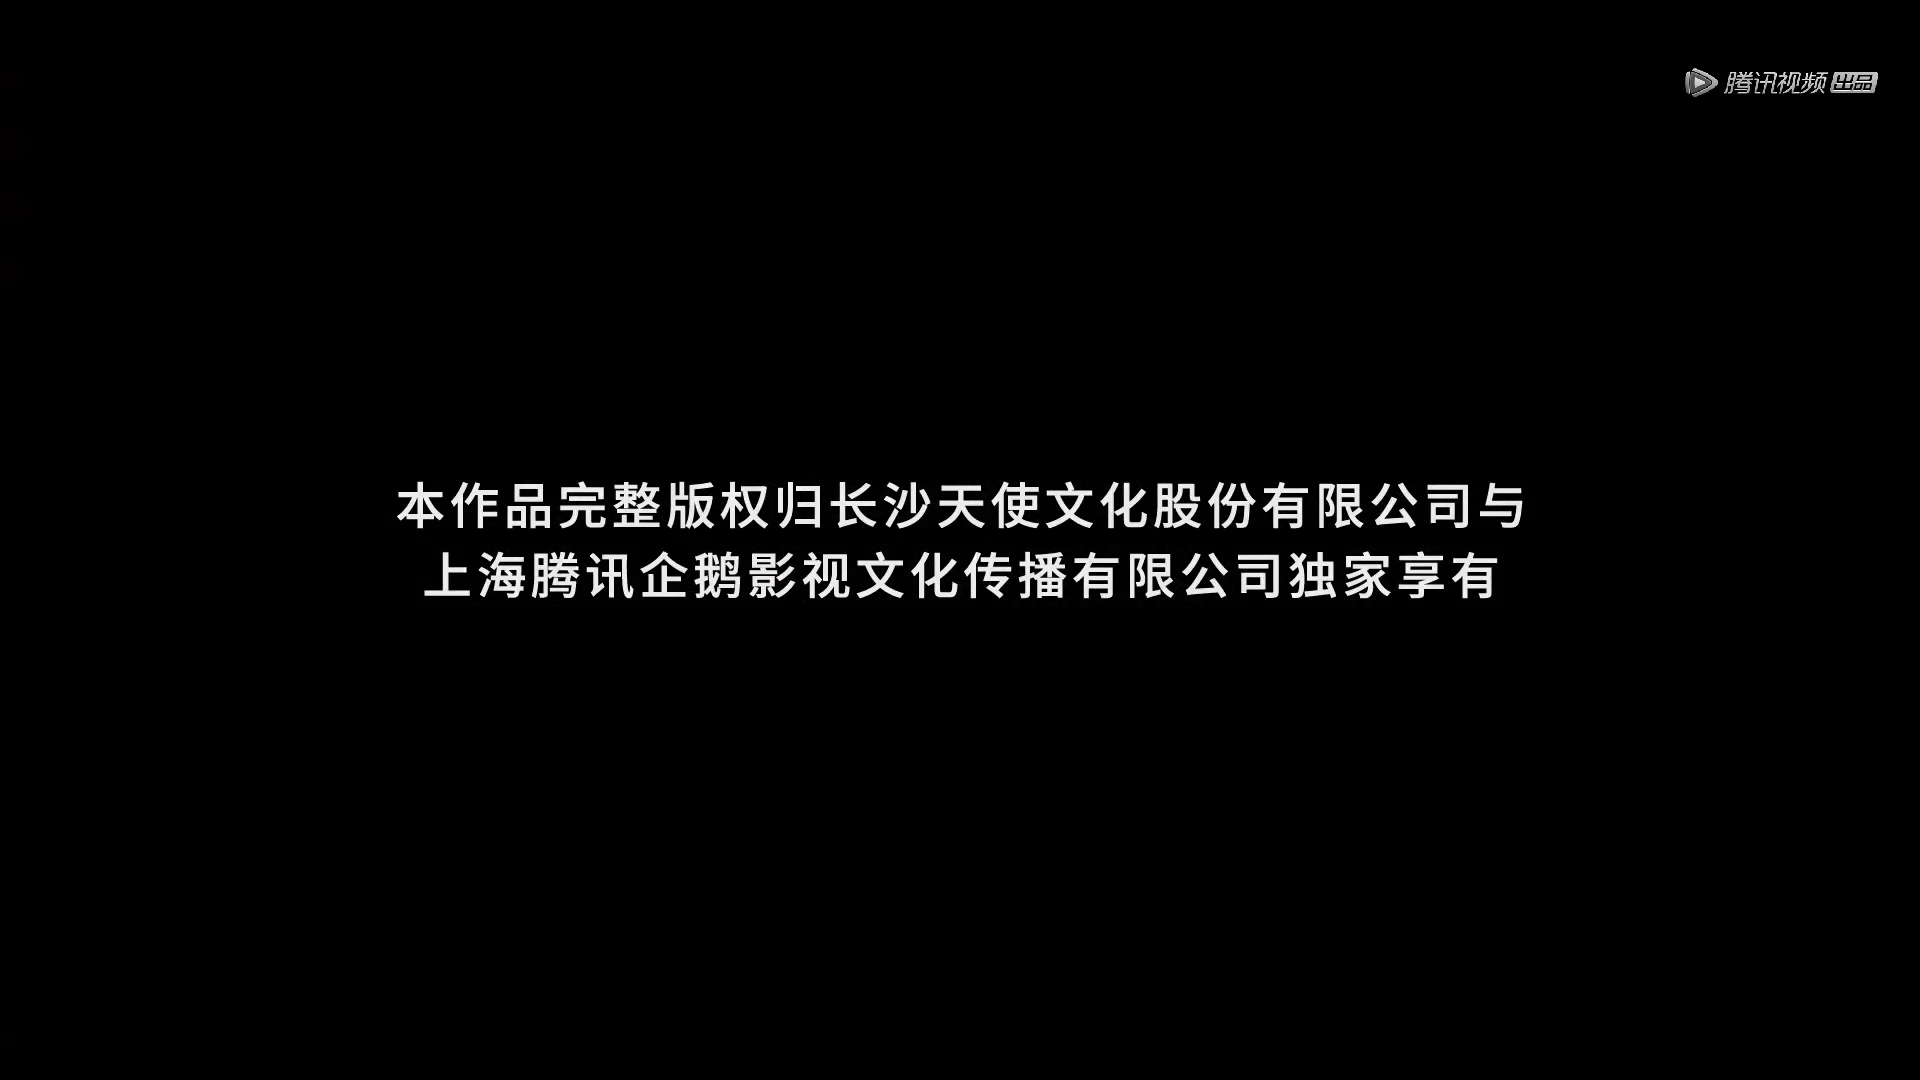 腾讯视频 出品
本作品完整版权归长沙天使文化股份有限公司与
上海腾讯企鹅影视文化传播有限公司独家享有